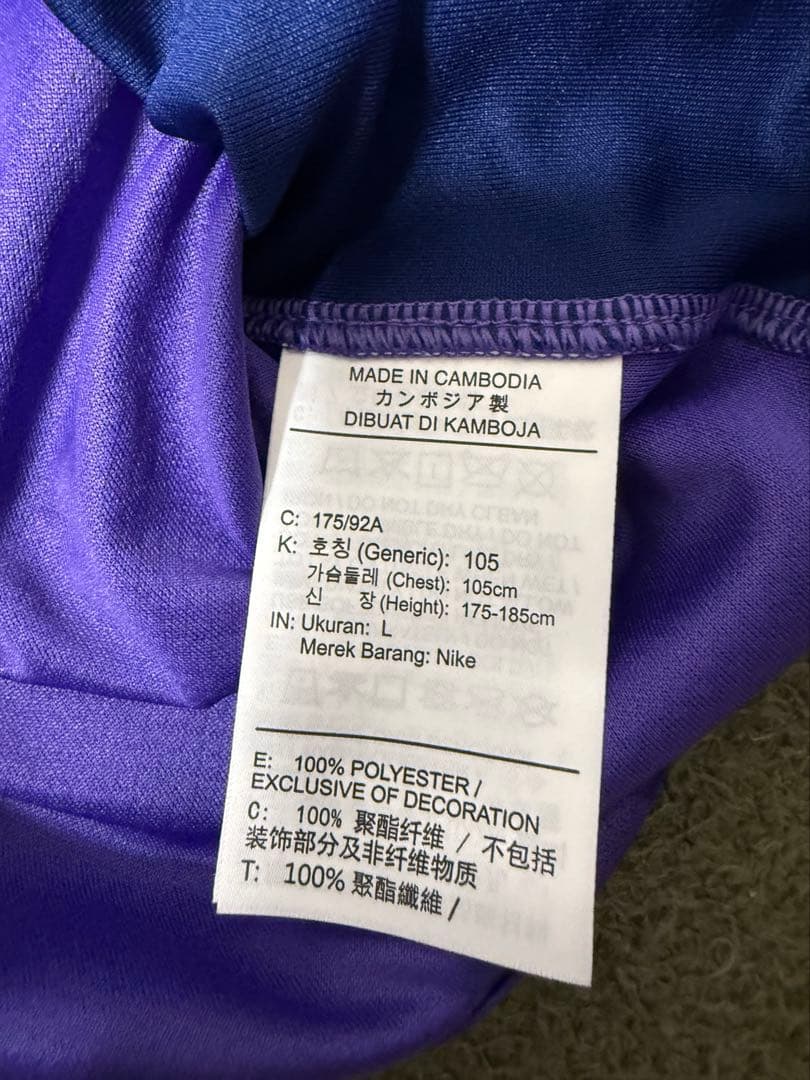 MADE IN CAMBODIA
カンボジア製
DIBUAT DI KAMBOJA
C: 175/92A
K: 호칭 (Generic): 105
가슴둘레 (Chest): 105cm
신 장 (Height): 175-185cm
IN: Ukuran: L
Merek Barang: Nike
E: 100% POLYESTER /
EXCLUSIVE OF DECORATION
C: 100% 聚酯纤维 / 不包括
装饰部分及非纤维物质
T: 100% 聚酯纖維 /